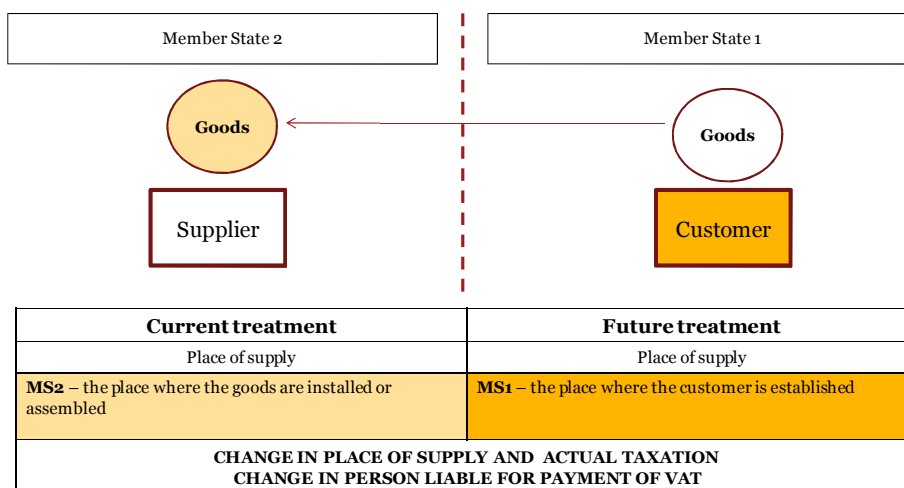 Member State 2
Member State 1
Goods
Goods
Supplier
Customer
Current treatment
Future treatment
Place of supply
Place of supply
MS2 – the place where the goods are installed or
assembled
MS1 – the place where the customer is established
CHANGE IN PLACE OF SUPPLY AND ACTUAL TAXATION
CHANGE IN PERSON LIABLE FOR PAYMENT OF VAT